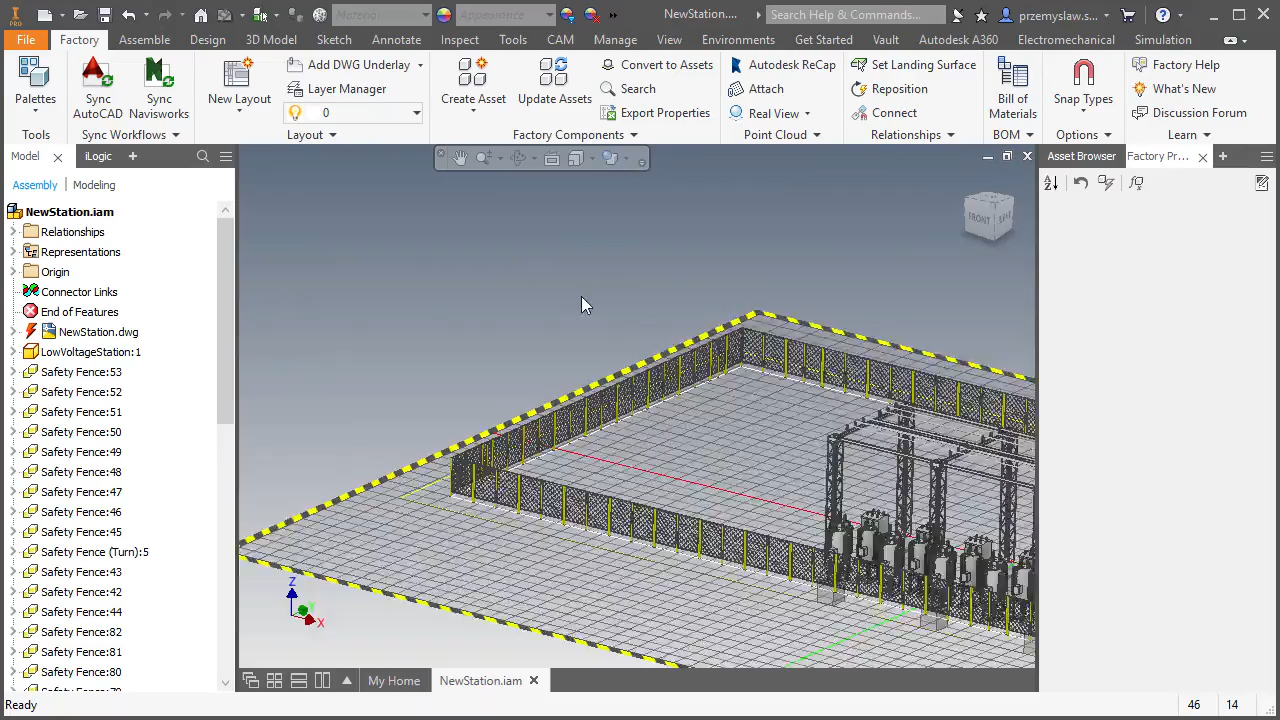 PRO
Material
Appearance
NewStation....
Search Help & Commands...
przemyslaw.s...
File
Factory
Assemble
Design
3D Model
Sketch
Annotate
Inspect
Tools
CAM
Manage
View
Environments
Get Started
Vault
Autodesk A360
Electromechanical
Simulation
Palettes
Tools
Sync
AutoCAD
Sync
Navisworks
Sync Workflows
New Layout
Add DWG Underlay
Layer Manager
0
Layout
Create Asset
Update Assets
Convert to Assets
Search
Export Properties
Factory Components
Autodesk ReCap
Attach
Real View
Point Cloud
Set Landing Surface
Reposition
Connect
Relationships
Bill of
Materials
BOM
Snap Types
Options
Factory Help
What's New
Discussion Forum
Learn
Model
iLogic
Assembly
Modeling
NewStation.iam
Relationships
Representations
Origin
Connector Links
End of Features
NewStation.dwg
LowVoltageStation:1
Safety Fence:53
Safety Fence:52
Safety Fence:51
Safety Fence:50
Safety Fence:49
Safety Fence:48
Safety Fence:47
Safety Fence:46
Safety Fence:45
Safety Fence (Turn):5
Safety Fence:43
Safety Fence:42
Safety Fence:44
Safety Fence:82
Safety Fence:81
Safety Fence:80
FRONT
Z
Y
X
My Home
NewStation.iam
Asset Browser
Factory Pr...
Ready
46
14